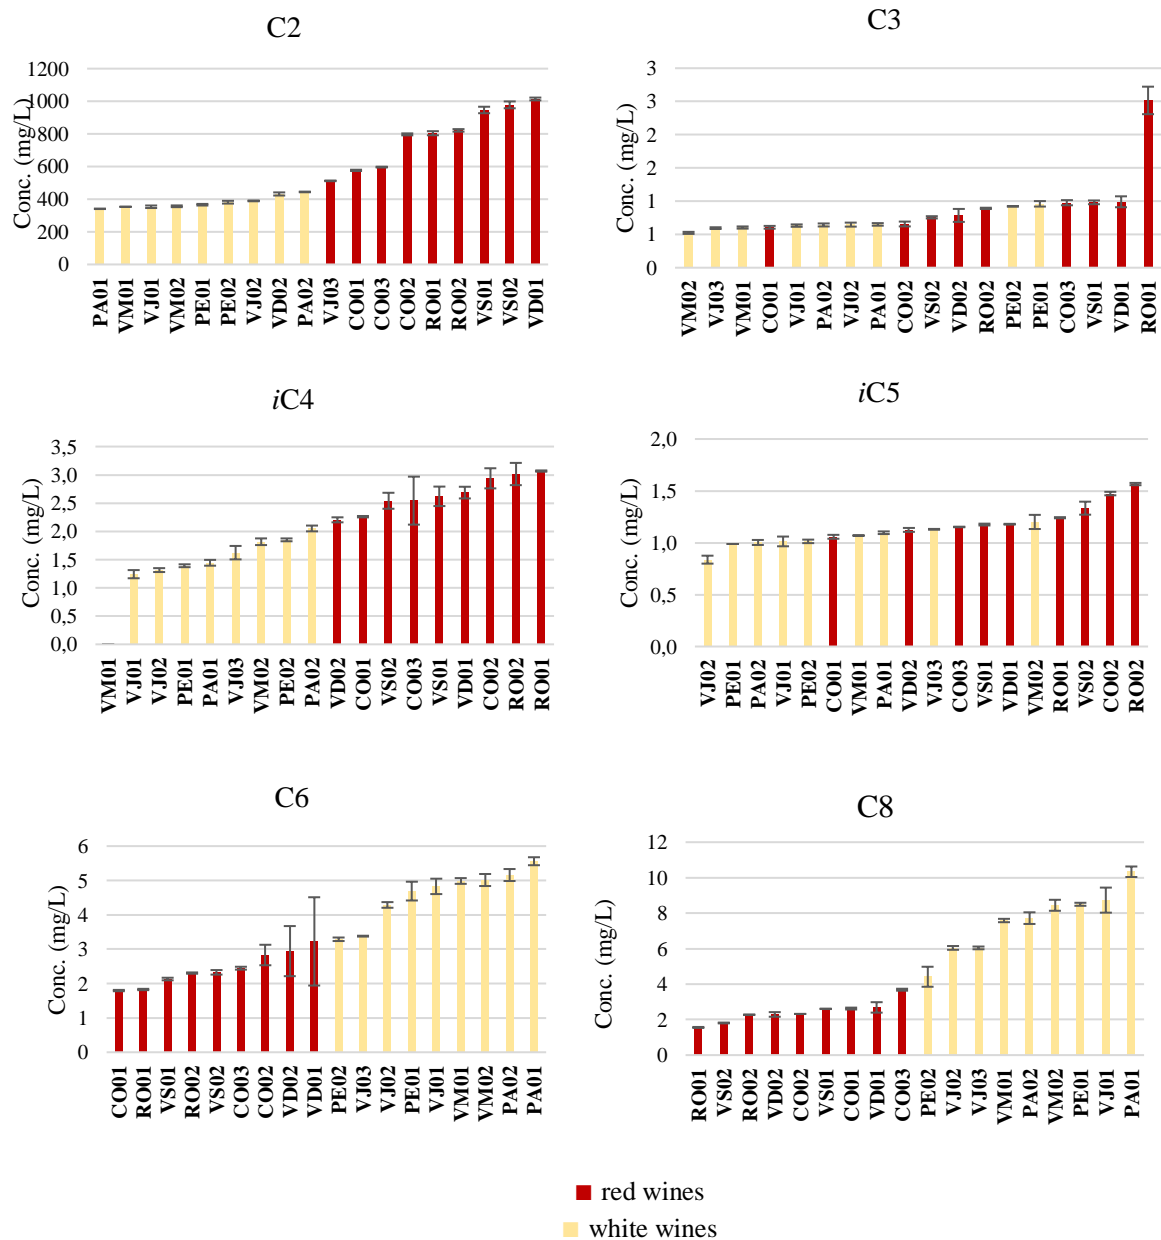 C2
Conc. (mg/L)
1200
1000
800
600
400
200
0
PA01 VM01 VJ01 VM02 PE01 PE02 VJ02 VD02 PA02 VJ03 CO01 CO03 CO02 RO01 RO02 VS01 VS02 VD01
C3
Conc. (mg/L)
3
3
2
2
1
1
0
VM02 VJ03 VM01 CO01 VJ01 PA02 VJ02 PA01 CO02 VS02 VD02 RO02 PE02 PE01 CO03 VS01 VD01 RO01
iC4
Conc. (mg/L)
3,5
3,0
2,5
2,0
1,5
1,0
0,5
0,0
VM01 VJ01 VJ02 PE01 PA01 VJ03 VM02 PE02 PA02 VD02 CO01 VS02 CO03 VS01 VD01 CO02 RO02 RO01
iC5
Conc. (mg/L)
2,0
1,5
1,0
0,5
0,0
VJ02 PE01 PA02 VJ01 PE02 CO01 VM01 PA01 VD02 VJ03 CO03 VS01 VD01 VM02 RO01 VS02 CO02 RO02
C6
Conc. (mg/L)
6
5
4
3
2
1
0
CO01 RO01 VS01 RO02 VS02 CO03 CO02 VD02 VD01 PE02 VJ03 VJ02 PE01 VJ01 VM01 VM02 PA02 PA01
C8
Conc. (mg/L)
12
10
8
6
4
2
0
RO01 VS02 RO02 VD02 CO02 VS01 CO01 VD01 CO03 PE02 VJ02 VJ03 VM01 PA02 VM02 PE01 VJ01 PA01
red wines
white wines